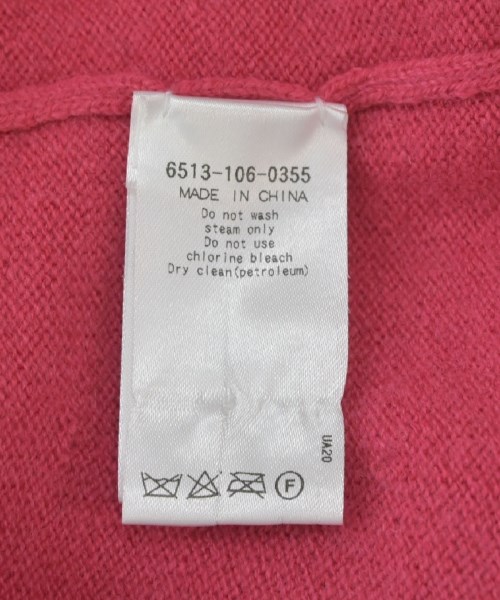 6513-106-0355
MADE IN CHINA
Do not wash
steam only
Do not use
chlorine bleach
Dry clean(petroleum)
UA20
F